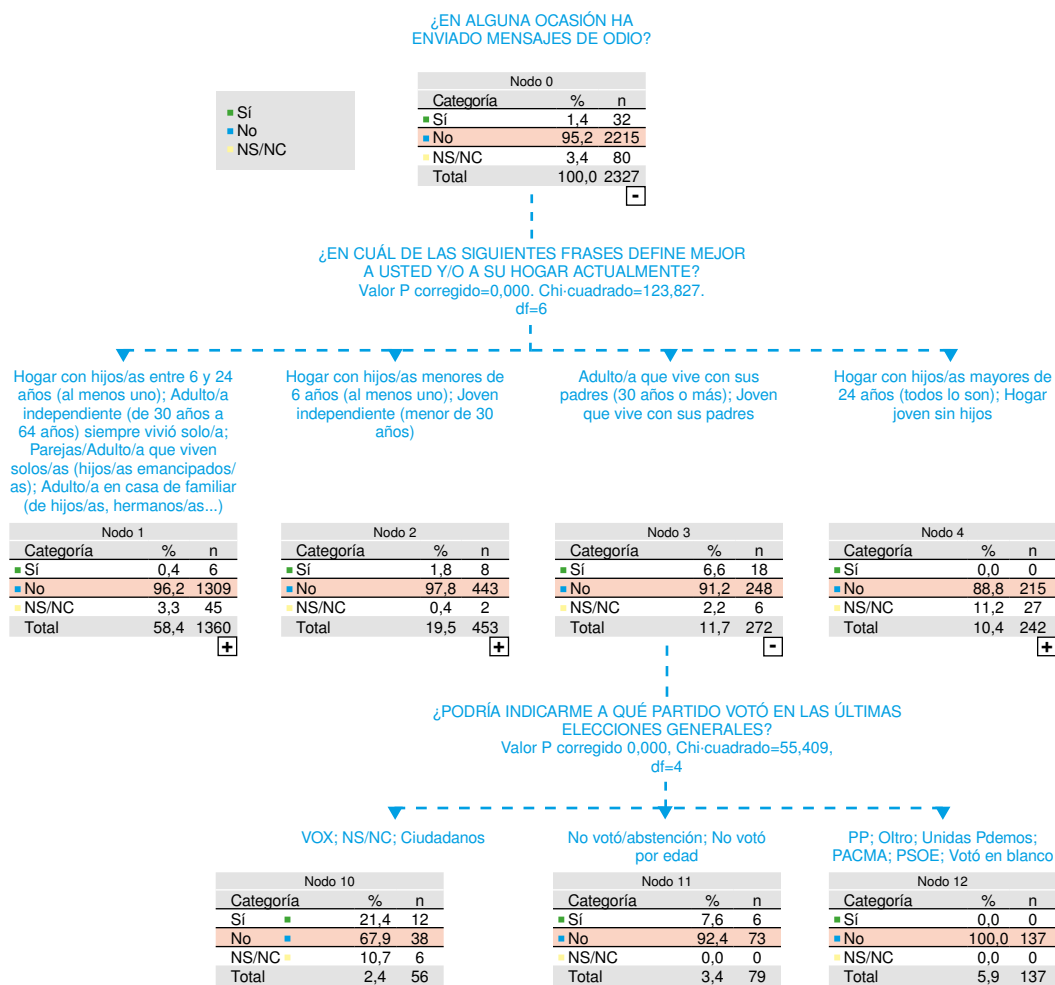 ¿EN ALGUNA OCASIÓN HA
ENVIADO MENSAJES DE ODIO?
Sí
No
NS/NC
Nodo 0
Categoría % n
Sí 1,4 32
No 95,2 2215
NS/NC 3,4 80
Total 100,0 2327
-
¿EN CUÁL DE LAS SIGUIENTES FRASES DEFINE MEJOR
A USTED Y/O A SU HOGAR ACTUALMENTE?
Valor P corregido=0,000. Chi-cuadrado=123,827.
df=6
Hogar con hijos/as entre 6 y 24
años (al menos uno); Adulto/a
independiente (de 30 años a
64 años) siempre vivió solo/a;
Parejas/Adulto/a que viven
solos/as (hijos/as emancipados/
as); Adulto/a en casa de familiar
(de hijos/as, hermanos/as...)
Hogar con hijos/as menores de
6 años (al menos uno); Joven
independiente (menor de 30
años)
Adulto/a que vive con sus
padres (30 años o más); Joven
que vive con sus padres
Hogar con hijos/as mayores de
24 años (todos lo son); Hogar
joven sin hijos
Nodo 1
Categoría % n
Sí 0,4 6
No 96,2 1309
NS/NC 3,3 45
Total 58,4 1360
+
Nodo 2
Categoría % n
Sí 1,8 8
No 97,8 443
NS/NC 0,4 2
Total 19,5 453
+
Nodo 3
Categoría % n
Sí 6,6 18
No 91,2 248
NS/NC 2,2 6
Total 11,7 272
-
Nodo 4
Categoría % n
Sí 0,0 0
No 88,8 215
NS/NC 11,2 27
Total 10,4 242
+
¿PODRÍA INDICARME A QUÉ PARTIDO VOTÓ EN LAS ÚLTIMAS
ELECCIONES GENERALES?
Valor P corregido 0,000, Chi-cuadrado=55,409,
df=4
VOX; NS/NC; Ciudadanos
No votó/abstención; No votó
por edad
PP; Oltro; Unidas Pdemos;
PACMA; PSOE; Votó en blanco
Nodo 10
Categoría % n
Sí 21,4 12
No 67,9 38
NS/NC 10,7 6
Total 2,4 56
Nodo 11
Categoría % n
Sí 7,6 6
No 92,4 73
NS/NC 0,0 0
Total 3,4 79
Nodo 12
Categoría % n
Sí 0,0 0
No 100,0 137
NS/NC 0,0 0
Total 5,9 137